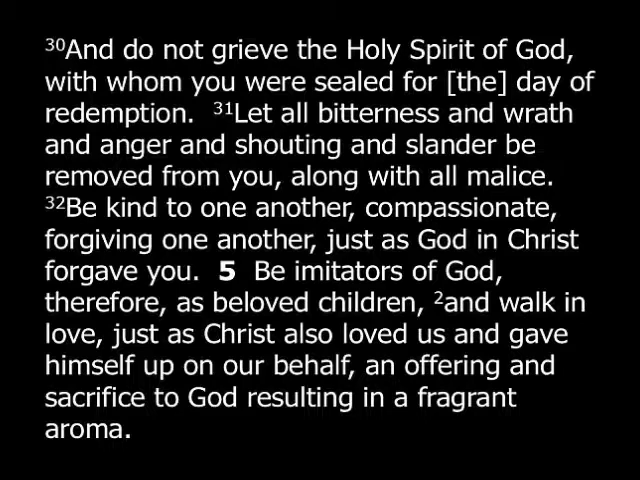 ³⁰And do not grieve the Holy Spirit of God,
with whom you were sealed for [the] day of
redemption. ³¹Let all bitterness and wrath
and anger and shouting and slander be
removed from you, along with all malice.
³²Be kind to one another, compassionate,
forgiving one another, just as God in Christ
forgave you. 5 Be imitators of God,
therefore, as beloved children, ²and walk in
love, just as Christ also loved us and gave
himself up on our behalf, an offering and
sacrifice to God resulting in a fragrant
aroma.